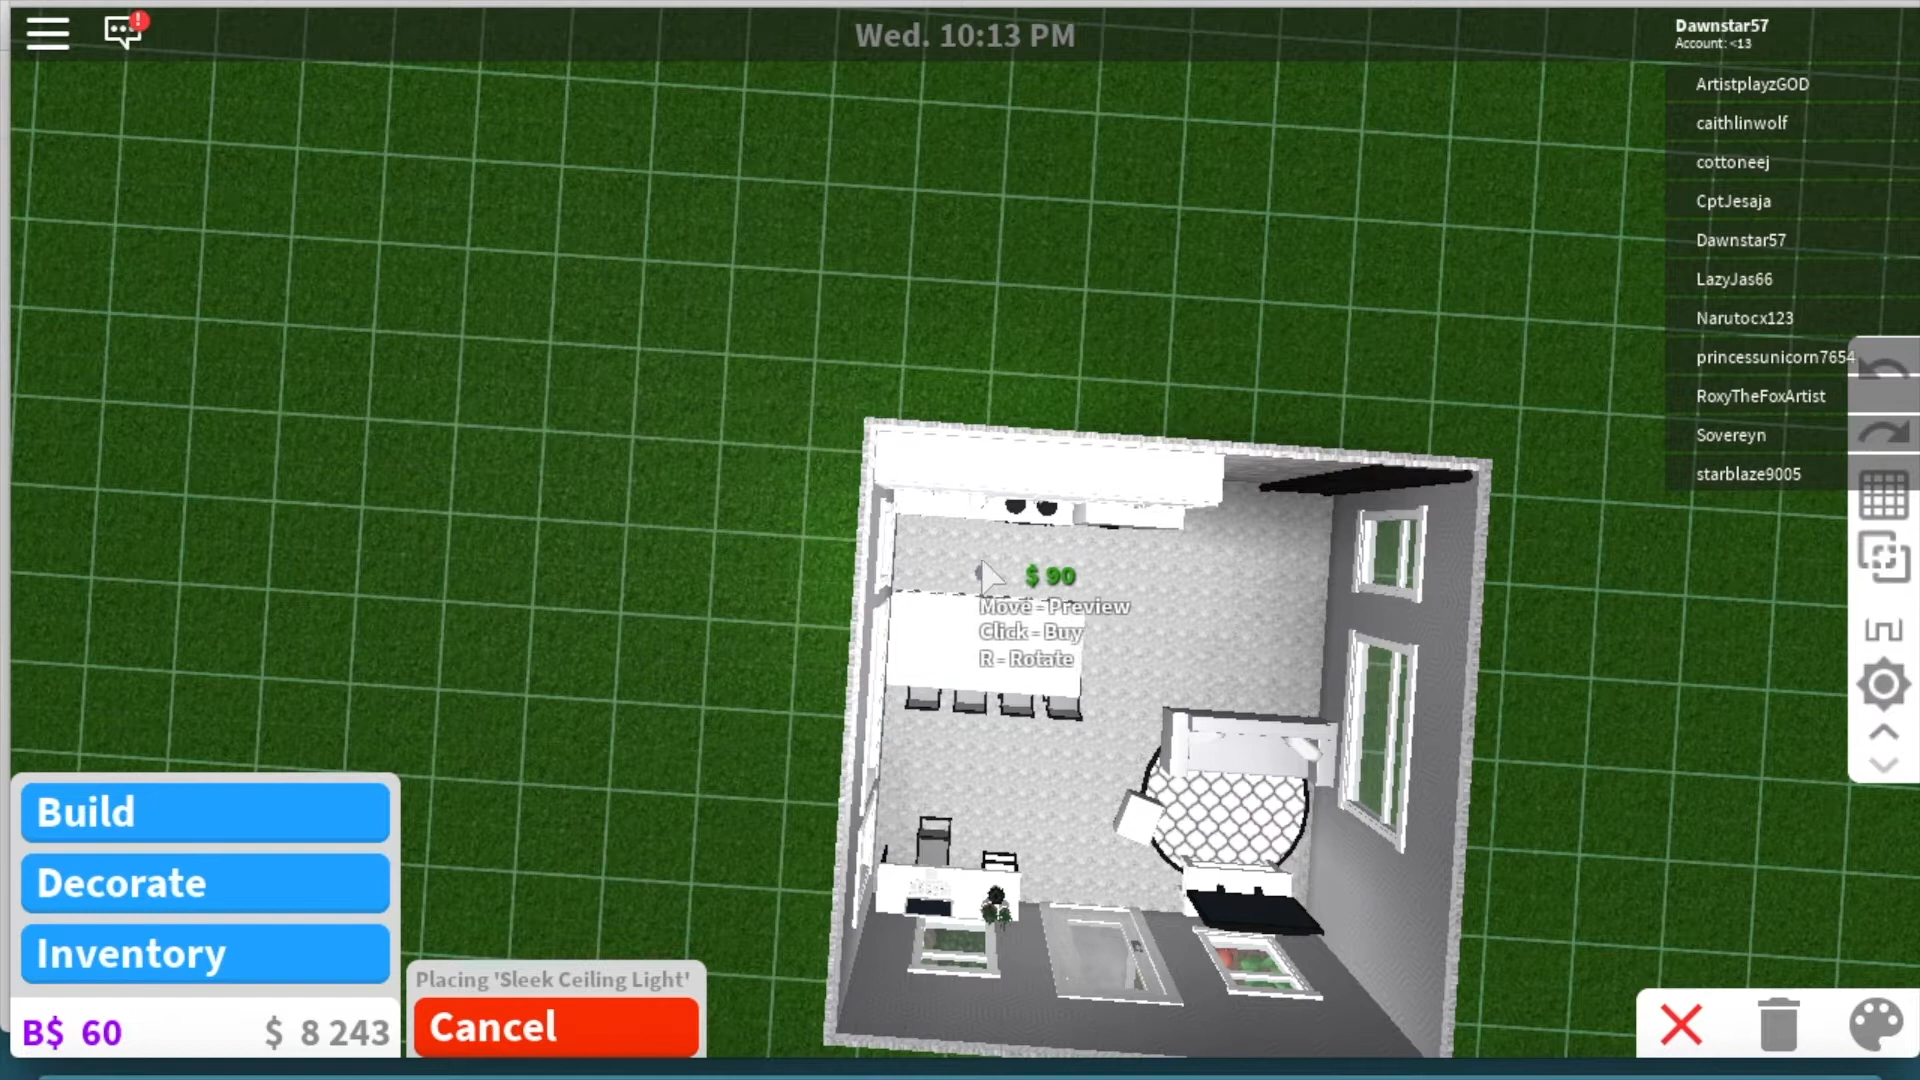 Wed. 10:13 PM
Dawnstar57
Account: <13
ArtistplayzGOD
caithlinwolf
cottoneej
CptJesaja
Dawnstar57
LazyJas66
Narutocx123
princessunicorn7654
RoxyTheFoxArtist
Sovereyn
starblaze9005
$ 90
Move - Preview
Click - Buy
R - Rotate
Build
Decorate
Inventory
B$ 60
$ 8 243
Placing 'Sleek Ceiling Light'
Cancel